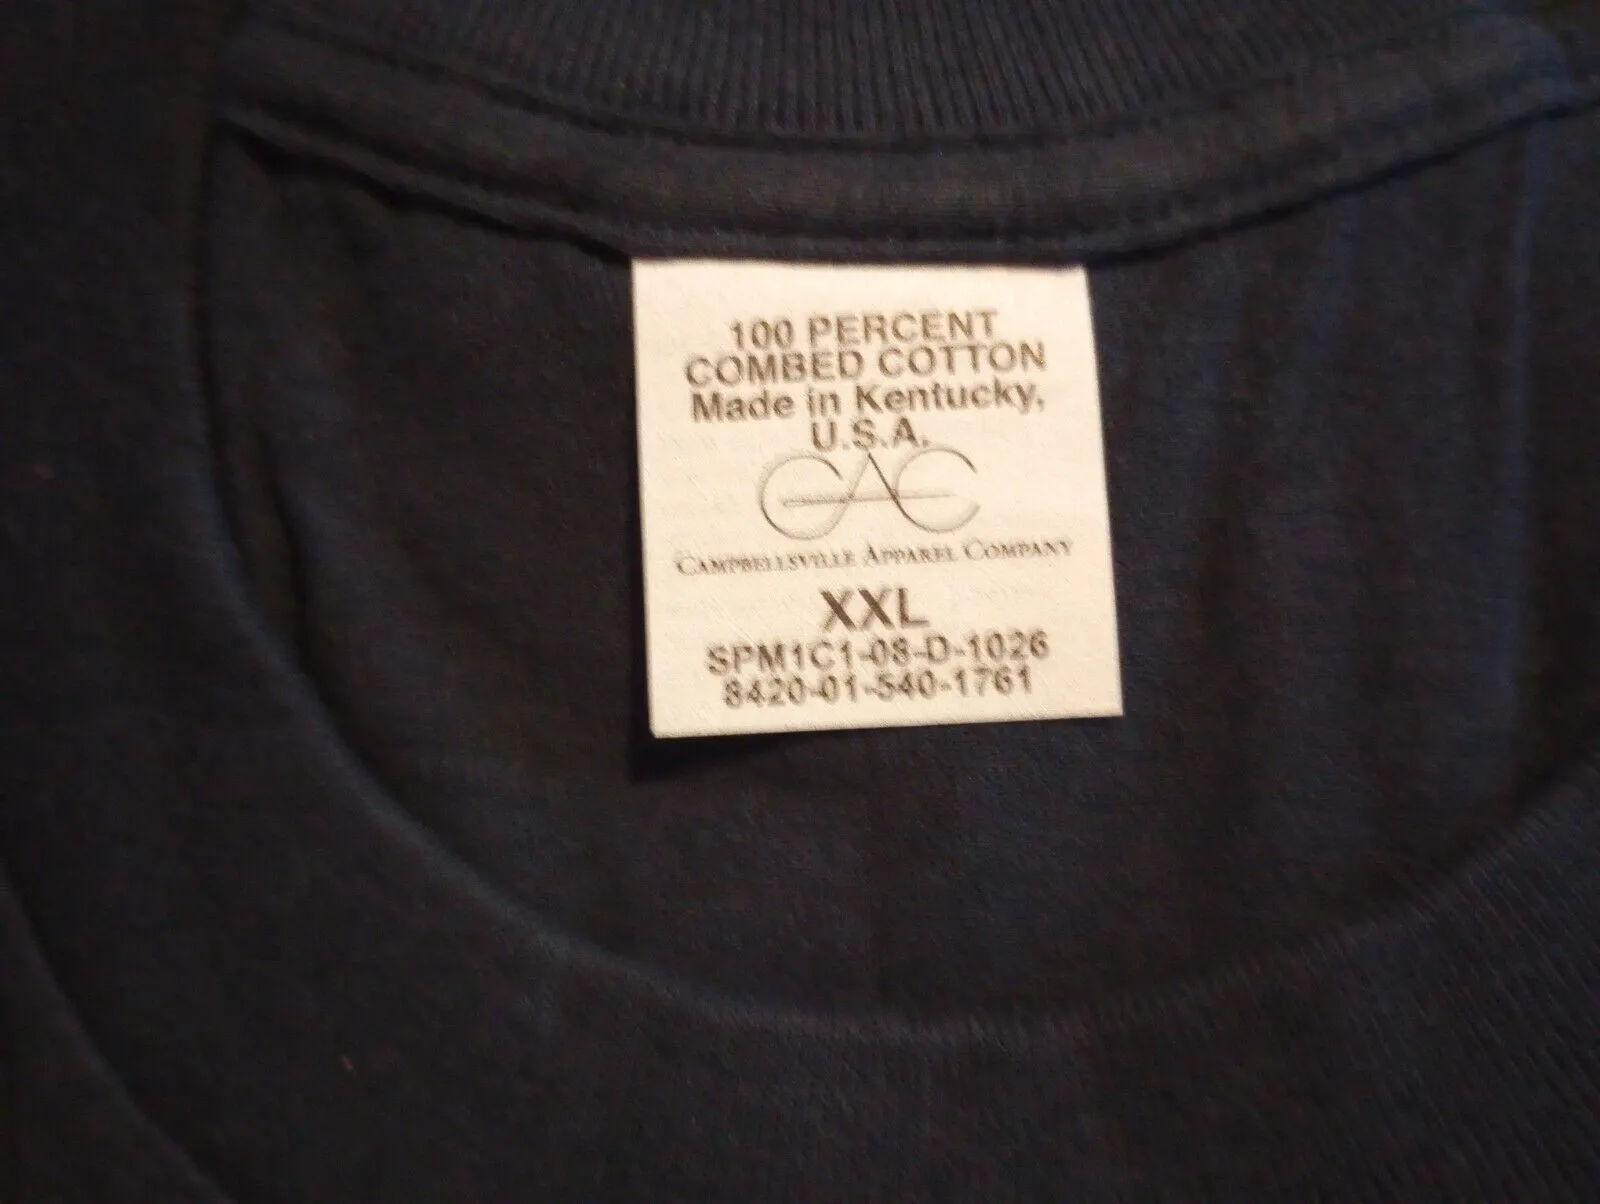 100 PERCENT
COMBED COTTON
Made in Kentucky,
U.S.A.
CAC
CAMPBELLSVILLE APPAREL COMPANY
XXL
SPM1C1-08-D-1026
8420-01-540-1761